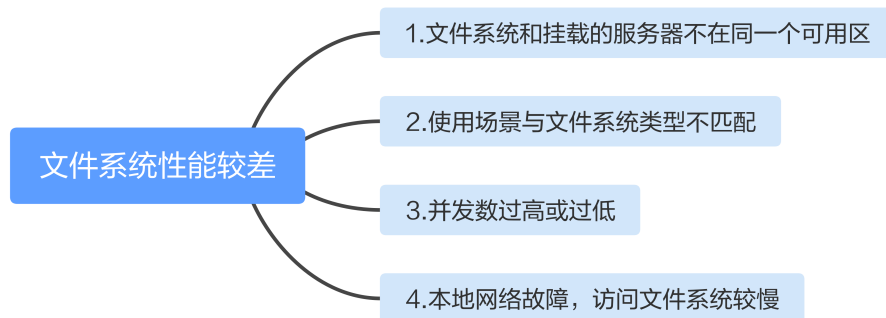 1.文件系统和挂载的服务器不在同一个可用区
2.使用场景与文件系统类型不匹配
文件系统性能较差
3.并发数过高或过低
4.本地网络故障，访问文件系统较慢